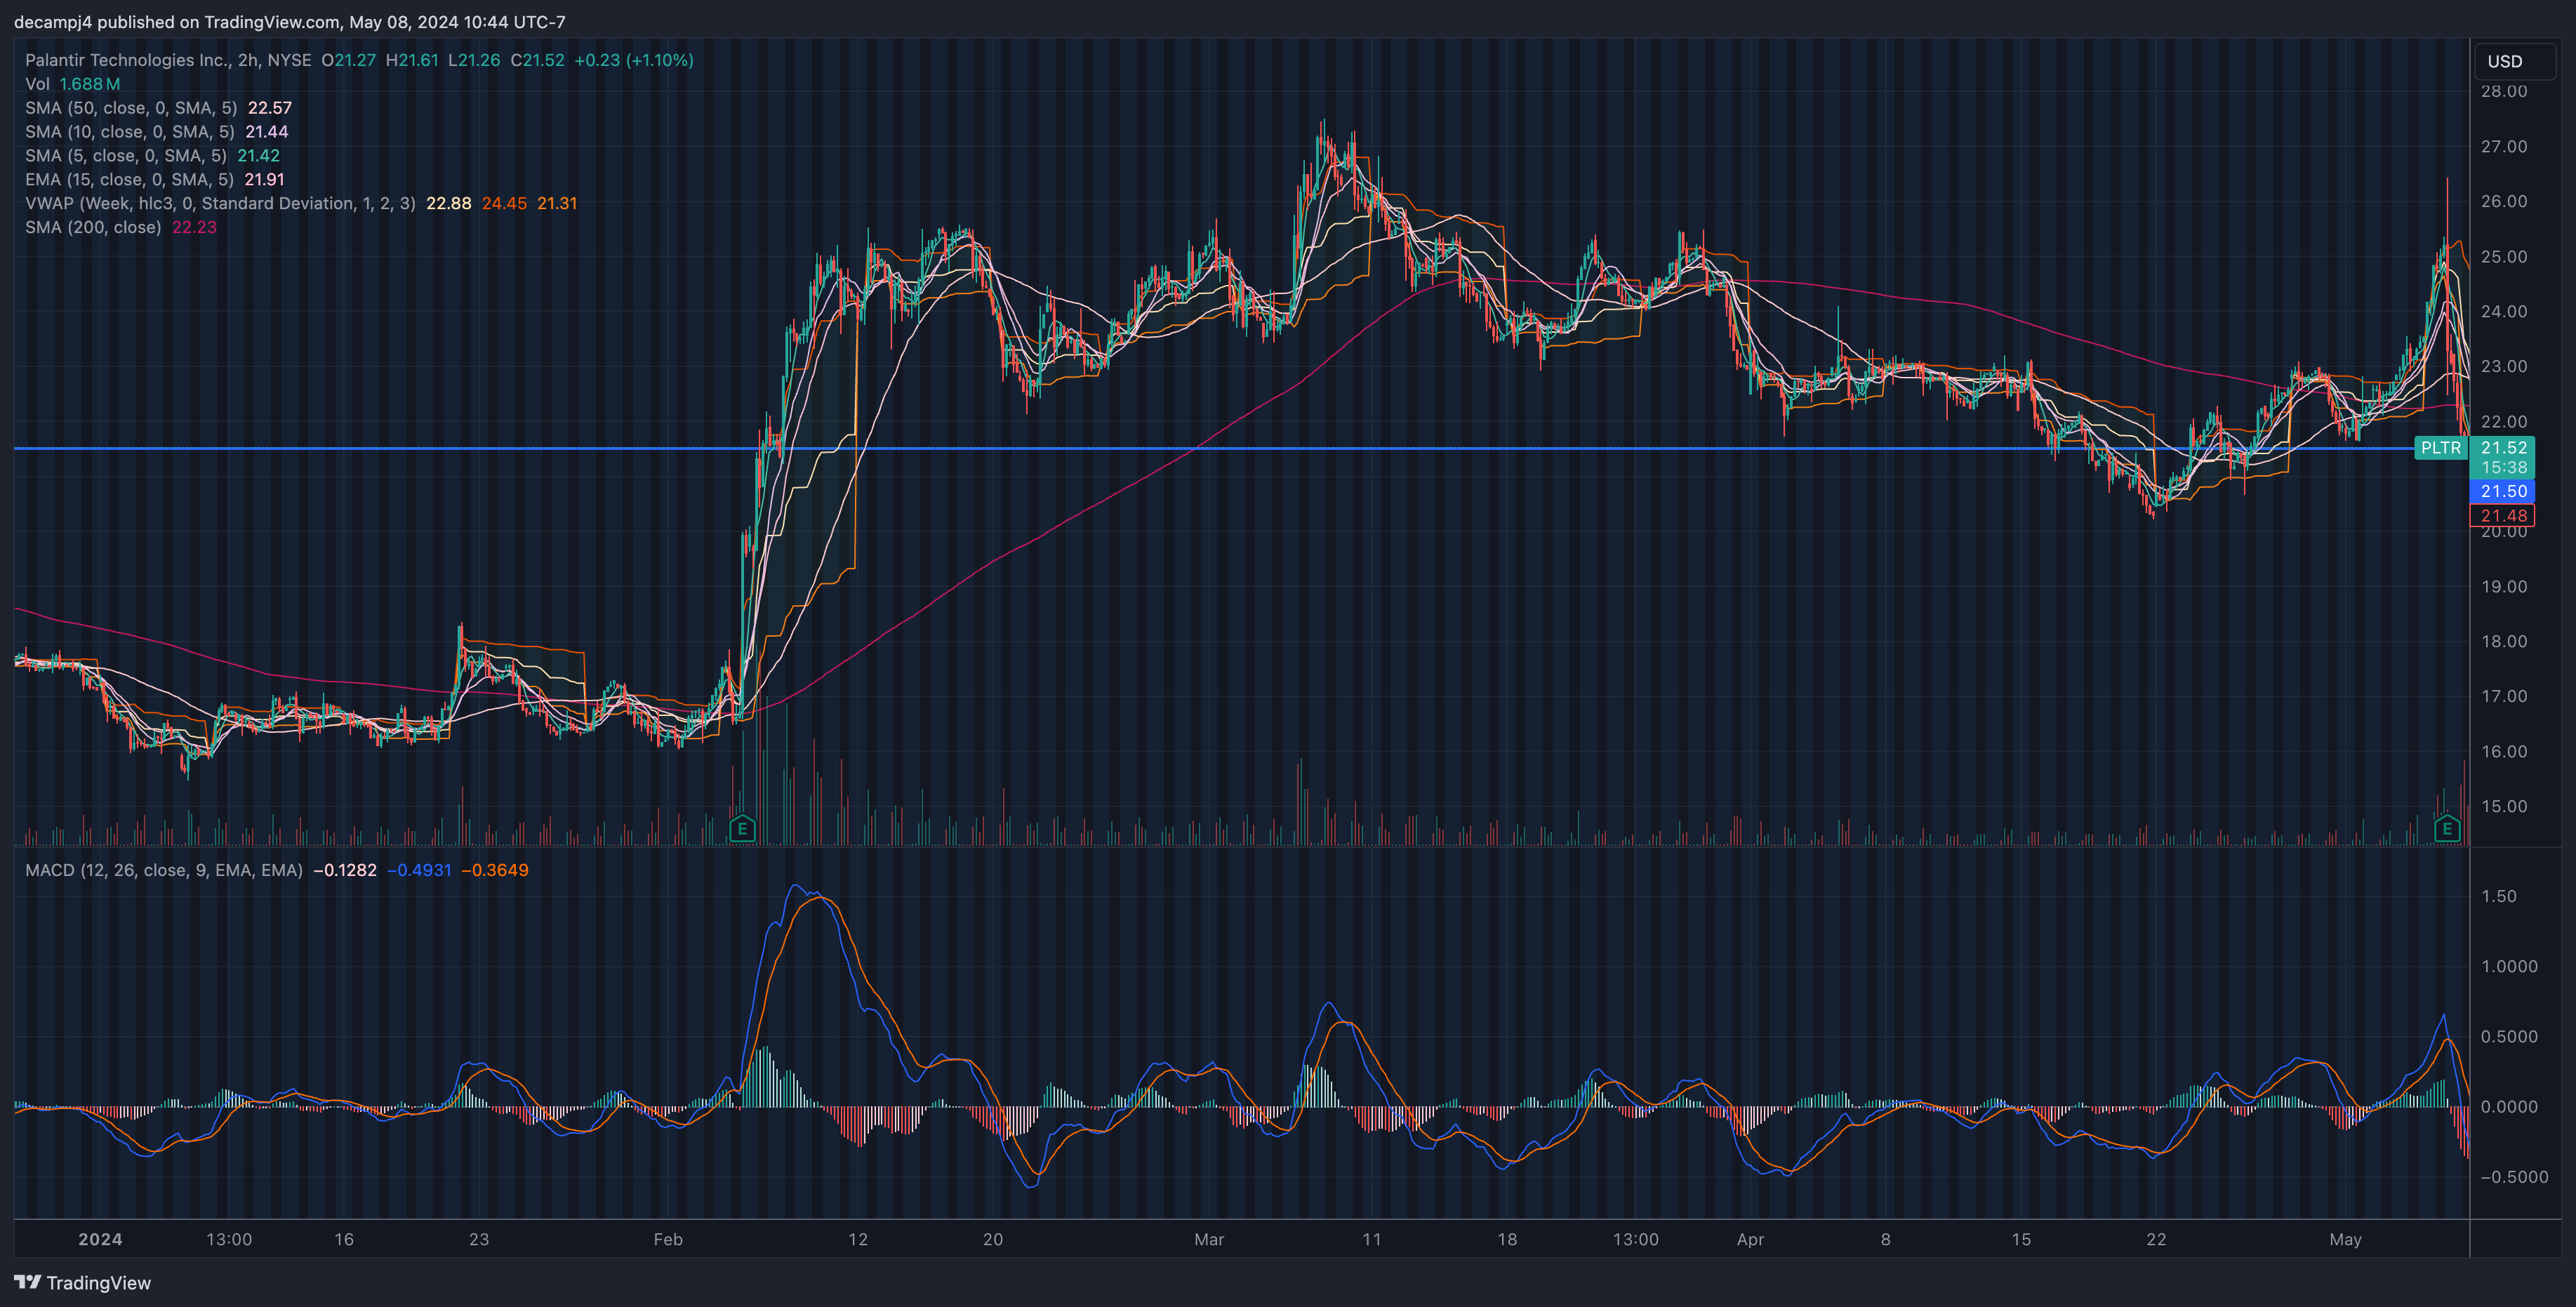 decampj4 published on TradingView.com, May 08, 2024 10:44 UTC-7
Palantir Technologies Inc., 2h, NYSE O21.27 H21.61 L21.26 C21.52 +0.23 (+1.10%)
USD
Vol 1.688 M
SMA (50, close, 0, SMA, 5) 22.57
SMA (10, close, 0, SMA, 5) 21.44
SMA (5, close, 0, SMA, 5) 21.42
EMA (15, close, 0, SMA, 5) 21.91
VWAP (Week, hlc3, 0, Standard Deviation, 1, 2, 3) 22.88 24.45 21.31
SMA (200, close) 22.23
28.00
27.00
26.00
25.00
24.00
23.00
22.00
PLTR 21.52
15:38
21.50
21.48
20.00
19.00
18.00
17.00
16.00
15.00
E E
MACD (12, 26, close, 9, EMA, EMA) −0.1282 −0.4931 −0.3649
1.50
1.0000
0.5000
0.0000
−0.5000
2024 13:00 16 23 Feb 12 20 Mar 11 18 13:00 Apr 8 15 22 May
TradingView